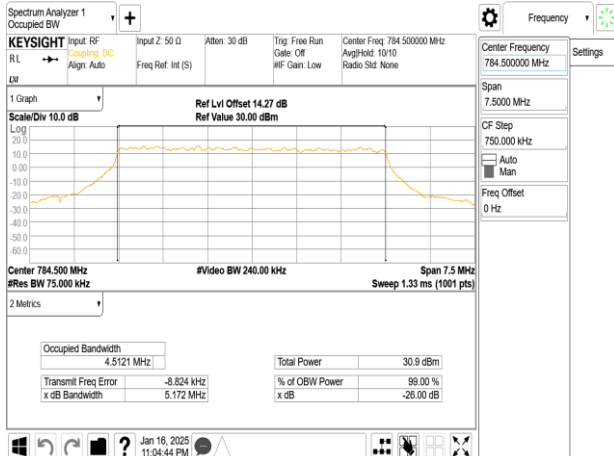 Spectrum Analyzer 1
Occupied BW
Frequency
KEYSIGHT
RL
LXI
Input: RF
Coupling: DC
Align: Auto
Input Z: 50 Ω
Freq Ref: Int (S)
Atten: 30 dB
Trig: Free Run
Gate: Off
#IF Gain: Low
Center Freq: 784.500000 MHz
Avg|Hold: 10/10
Radio Std: None
Center Frequency
784.500000 MHz
Settings
Span
7.5000 MHz
CF Step
750.000 kHz
Auto
Man
Freq Offset
0 Hz
1 Graph
Scale/Div 10.0 dB
Ref Lvl Offset 14.27 dB
Ref Value 30.00 dBm
Log
20.0
10.0
0.00
-10.0
-20.0
-30.0
-40.0
-50.0
-60.0
Center 784.500 MHz
#Res BW 75.000 kHz
#Video BW 240.00 kHz
Span 7.5 MHz
Sweep 1.33 ms (1001 pts)
2 Metrics
Occupied Bandwidth
4.5121 MHz
Total Power 30.9 dBm
Transmit Freq Error -8.824 kHz
% of OBW Power 99.00 %
x dB Bandwidth 5.172 MHz
x dB -26.00 dB
?
Jan 16, 2025
11:04:44 PM